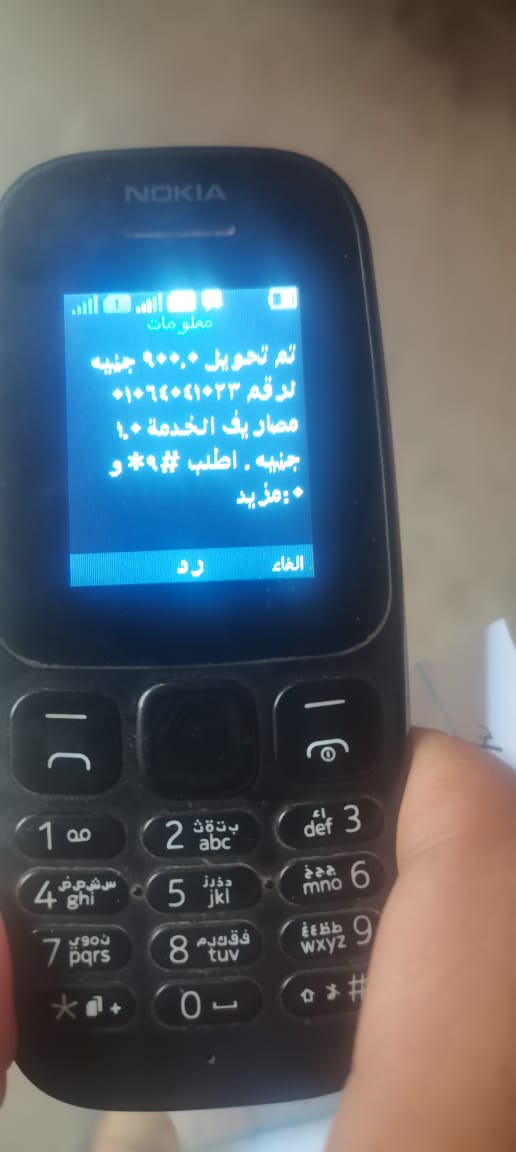 NOKIA
معلومات
تم تحويل ٩٠٠.٠ جنيه
لرقم ٠١٠٦٤٠٤١٠٢٣
مصاريف الخدمة ١.٠
جنيه . اطلب #٩* و
٠:مزيد
الغاء رد
1
2 ب ت ة ث abc
3 ا ء def
4 س ش ص ض ghi
5 د ذ ر ز jkl
6 ج ح خ mno
7 ن ه و ي pqrs
8 ف ق ك ل م tuv
9 ط ظ ع غ wxyz
* +
0
#